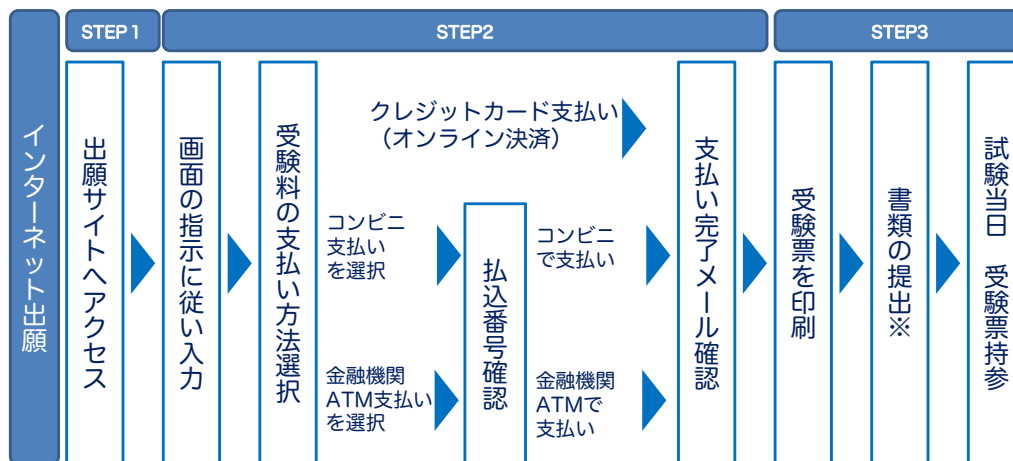 インターネット出願
STEP1
STEP2
STEP3
出願サイトへアクセス
画面の指示に従い入力
受験料の支払い方法選択
クレジットカード支払い
（オンライン決済）
コンビニ
支払い
を選択
金融機関
ATM支払い
を選択
払込番号確認
コンビニ
で支払い
金融機関
ATMで
支払い
支払い完了メール確認
受験票を印刷
書類の提出※
試験当日　受験票持参